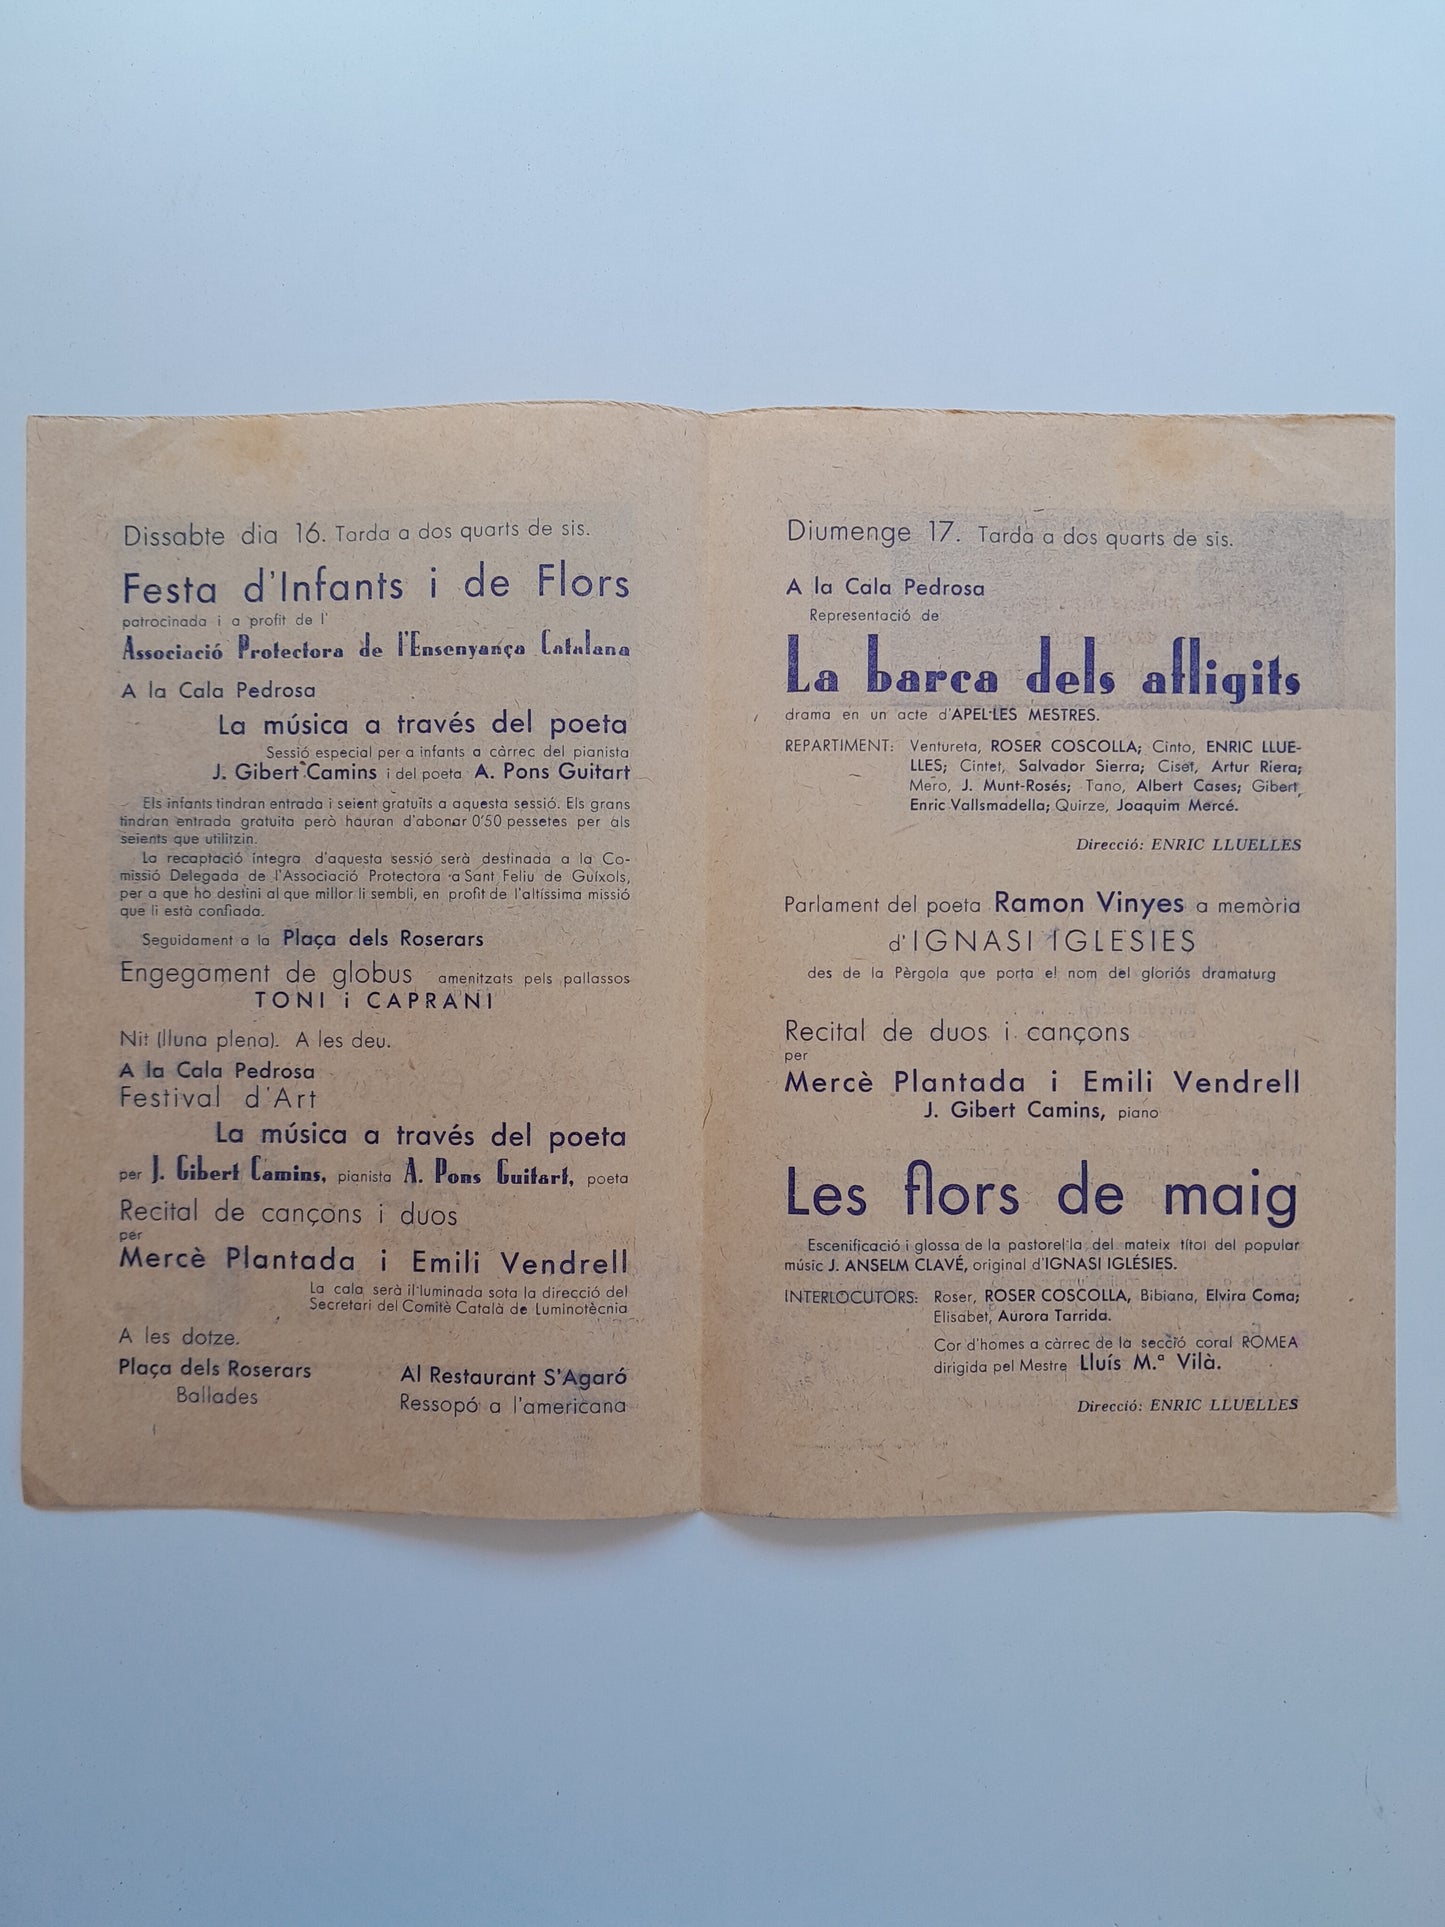 Dissabte dia 16. Tarda a dos quarts de sis.
Festa d'Infants i de Flors
patrocinada i a profit de l'
Associació Protectora de l'Ensenyança Catalana
A la Cala Pedrosa
La música a través del poeta
Sessió especial per a infants a càrrec del pianista
J. Gibert Camins i del poeta A. Pons Guitart
Els infants tindran entrada i seient gratuïts a aquesta sessió. Els grans
tindran entrada gratuita però hauran d'abonar 0'50 pessetes per als
seients que utilitzin.
La recaptació íntegra d'aquesta sessió serà destinada a la Co-
missió Delegada de l'Associació Protectora a Sant Feliu de Guíxols,
per a que ho destini al que millor li sembli, en profit de l'altíssima missió
que li està confiada.
Seguidament a la Plaça dels Roserars
Engegament de globus amenitzats pels pallassos
TONI i CAPRANI
Nit (lluna plena). A les deu.
A la Cala Pedrosa
Festival d'Art
La música a través del poeta
per J. Gibert Camins, pianista A. Pons Guitart, poeta
Recital de cançons i duos
per
Mercè Plantada i Emili Vendrell
La cala serà il·luminada sota la direcció del
Secretari del Comitè Català de Luminotècnia
A les dotze.
Plaça dels Roserars
Ballades
Al Restaurant S'Agaró
Ressopó a l'americana
Diumenge 17. Tarda a dos quarts de sis.
A la Cala Pedrosa
Representació de
La barca dels afligits
drama en un acte d'APEL·LES MESTRES.
REPARTIMENT: Ventureta, ROSER COSCOLLA; Cinto, ENRIC LLUE-
LLES; Cintet, Salvador Sierra; Ciset, Artur Riera;
Mero, J. Munt-Rosés; Tano, Albert Cases; Gibert,
Enric Vallsmadella; Quirze, Joaquim Mercé.
Direcció: ENRIC LLUELLES
Parlament del poeta Ramon Vinyes a memòria
d'IGNASI IGLESIES
des de la Pèrgola que porta el nom del gloriós dramaturg
Recital de duos i cançons
per
Mercè Plantada i Emili Vendrell
J. Gibert Camins, piano
Les flors de maig
Escenificació i glossa de la pastorel·la del mateix títol del popular
músic J. ANSELM CLAVÉ, original d'IGNASI IGLÉSIES.
INTERLOCUTORS: Roser, ROSER COSCOLLA, Bibiana, Elvira Coma;
Elisabet, Aurora Tarrida.
Cor d'homes a càrrec de la secció coral ROMEA
dirigida pel Mestre Lluís M.ª Vilà.
Direcció: ENRIC LLUELLES